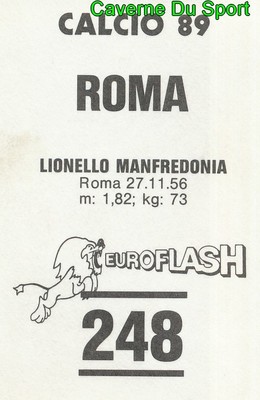 Caverne Du Sport
CALCIO 89
ROMA
LIONELLO MANFREDONIA
Roma 27.11.56
m: 1,82; kg: 73
EUROFLASH
248